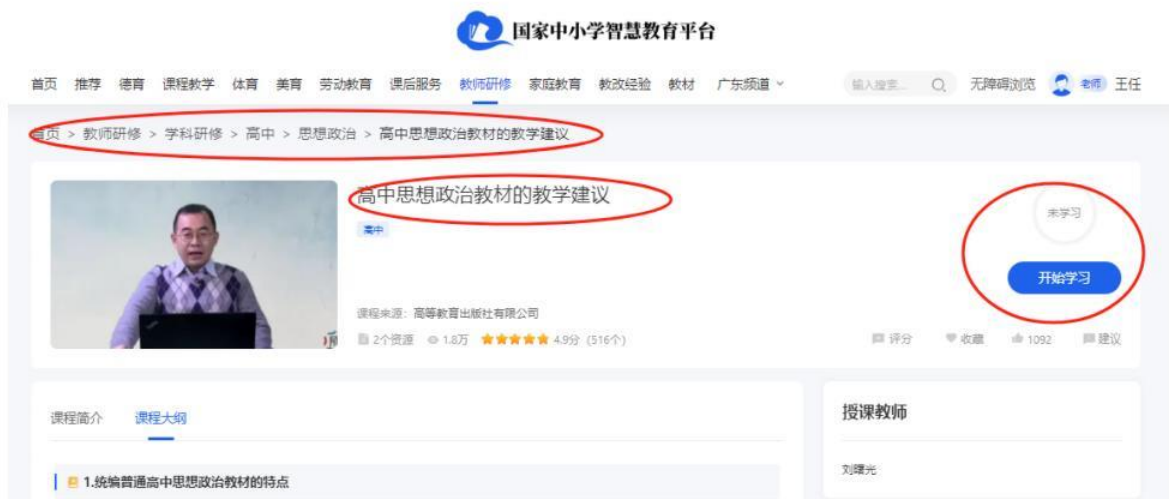 国家中小学智慧教育平台
首页 推荐 德育 课程教学 体育 美育 劳动教育 课后服务 教师研修 家庭教育 教改经验 教材 广东频道 输入搜索... 无障碍浏览 老师 王任
首页 > 教师研修 > 学科研修 > 高中 > 思想政治 > 高中思想政治教材的教学建议
高中思想政治教材的教学建议
高中
未学习
开始学习
课程来源：高等教育出版社有限公司
2个资源 1.8万 4.9分 (516个) 评分 收藏 1092 建议
课程简介 课程大纲
授课教师
刘曙光
1.统编普通高中思想政治教材的特点